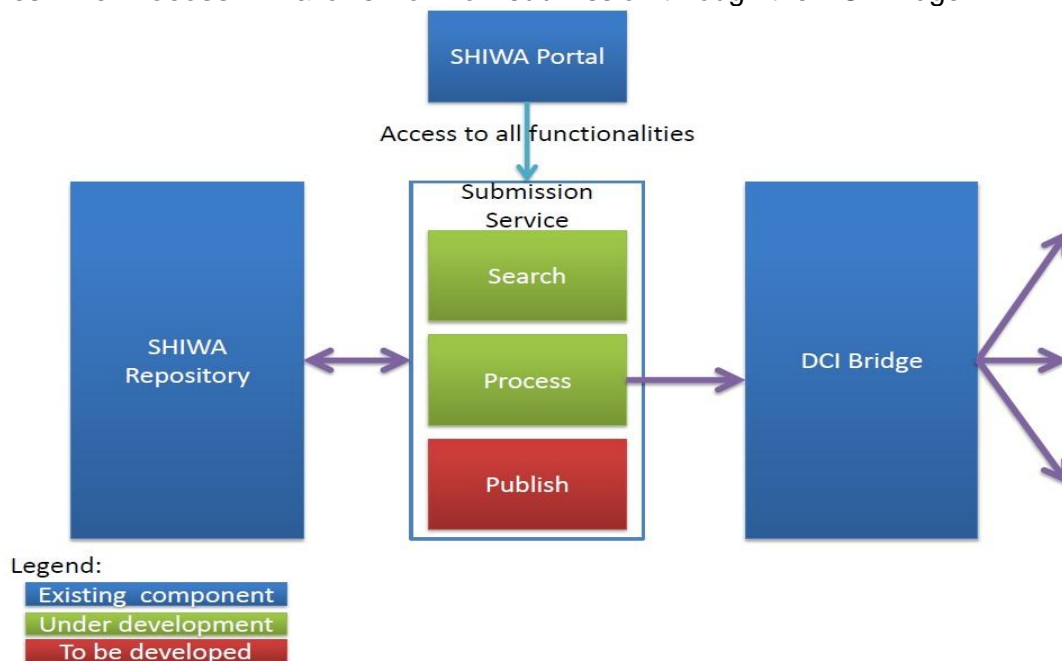 SHIWA Portal
Access to all functionalities
Submission
Service
Search
SHIWA
Repository
Process
DCI Bridge
Publish
Legend:
Existing component
Under development
To be developed